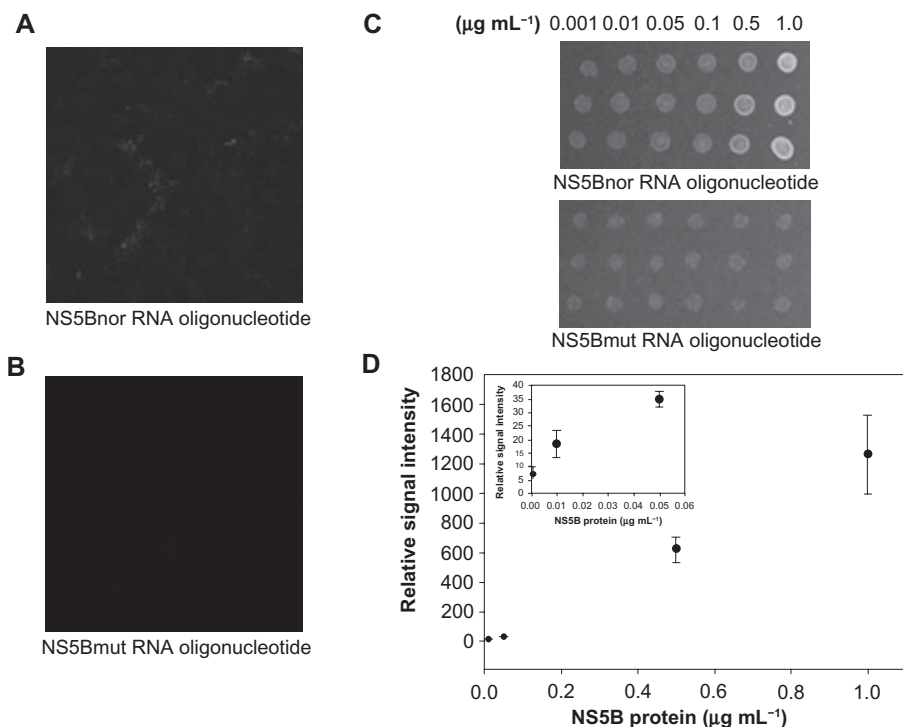 A
NS5Bnor RNA oligonucleotide
B
NS5Bmut RNA oligonucleotide
C
(µg mL⁻¹) 0.001 0.01 0.05 0.1 0.5 1.0
NS5Bnor RNA oligonucleotide
NS5Bmut RNA oligonucleotide
D
Relative signal intensity
1800
1600
1400
1200
1000
800
600
400
200
0
0.0 0.2 0.4 0.6 0.8 1.0
NS5B protein (µg mL⁻¹)
Relative signal intensity
40
35
30
25
20
15
10
5
0
0.00 0.01 0.02 0.03 0.04 0.05 0.06
NS5B protein (µg mL⁻¹)